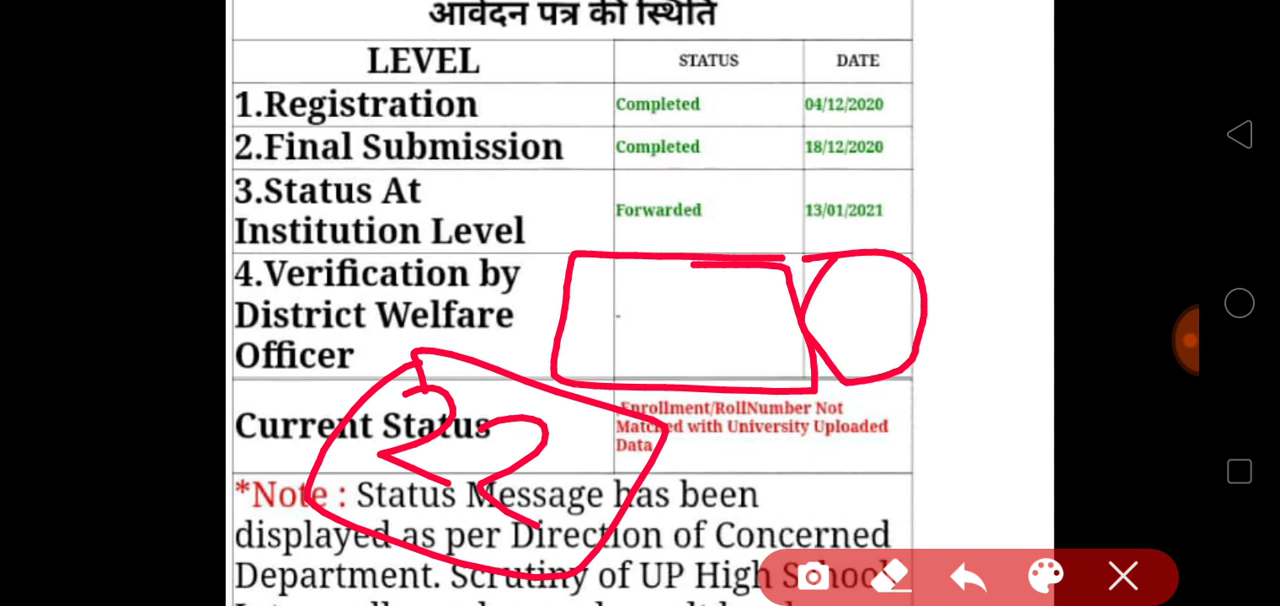 आवेदन पत्र की स्थिति
LEVEL STATUS DATE
1.Registration Completed 04/12/2020
2.Final Submission Completed 18/12/2020
3.Status At
Institution Level Forwarded 13/01/2021
4.Verification by
District Welfare
Officer -
Current Status Enrollment/RollNumber Not
Matched with University Uploaded
Data
*Note : Status Message has been
displayed as per Direction of Concerned
Department. Scrutiny of UP High School
22